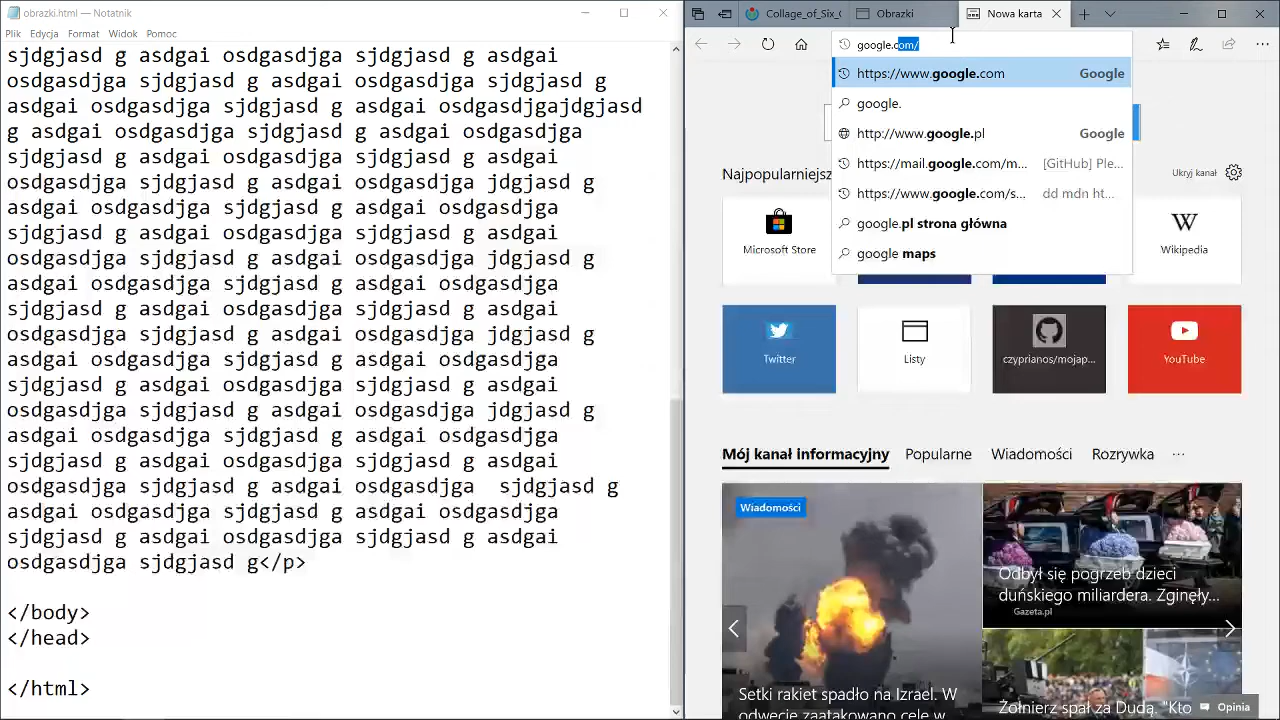 obrazki.html — Notatnik
Plik Edycja Format Widok Pomoc
sjdgjasd g asdgai osdgasdjga sjdgjasd g asdgai
osdgasdjga sjdgjasd g asdgai osdgasdjga sjdgjasd g
asdgai osdgasdjga sjdgjasd g asdgai osdgasdjgajdgjasd
g asdgai osdgasdjga sjdgjasd g asdgai osdgasdjga
sjdgjasd g asdgai osdgasdjga sjdgjasd g asdgai
osdgasdjga sjdgjasd g asdgai osdgasdjga jdgjasd g
asdgai osdgasdjga sjdgjasd g asdgai osdgasdjga
sjdgjasd g asdgai osdgasdjga sjdgjasd g asdgai
osdgasdjga sjdgjasd g asdgai osdgasdjga jdgjasd g
asdgai osdgasdjga sjdgjasd g asdgai osdgasdjga
sjdgjasd g asdgai osdgasdjga sjdgjasd g asdgai
osdgasdjga sjdgjasd g asdgai osdgasdjga jdgjasd g
asdgai osdgasdjga sjdgjasd g asdgai osdgasdjga
sjdgjasd g asdgai osdgasdjga sjdgjasd g asdgai
osdgasdjga sjdgjasd g asdgai osdgasdjga jdgjasd g
asdgai osdgasdjga sjdgjasd g asdgai osdgasdjga
sjdgjasd g asdgai osdgasdjga sjdgjasd g asdgai
osdgasdjga sjdgjasd g asdgai osdgasdjga  sjdgjasd g
asdgai osdgasdjga sjdgjasd g asdgai osdgasdjga
sjdgjasd g asdgai osdgasdjga sjdgjasd g asdgai
osdgasdjga sjdgjasd g</p>
</body>
</head>
</html>
Collage_of_Six_ Obrazki Nowa karta
google.com/
https://www.google.com Google
google.
http://www.google.pl Google
https://mail.google.com/m... [GitHub] Ple...
https://www.google.com/s... dd mdn ht...
google.pl strona główna
google maps
Najpopularniejsz
Ukryj kanał
Microsoft Store
Wikipedia
Twitter
Listy
czyprianos/mojap...
YouTube
Mój kanał informacyjny Popularne Wiadomości Rozrywka ...
Wiadomości
Setki rakiet spadło na Izrael. W
odwecie zaatakowano cele w
Odbył się pogrzeb dzieci
duńskiego miliardera. Zginęły...
Gazeta.pl
Żołnierz spał za Dudą. "Kto
Opinia